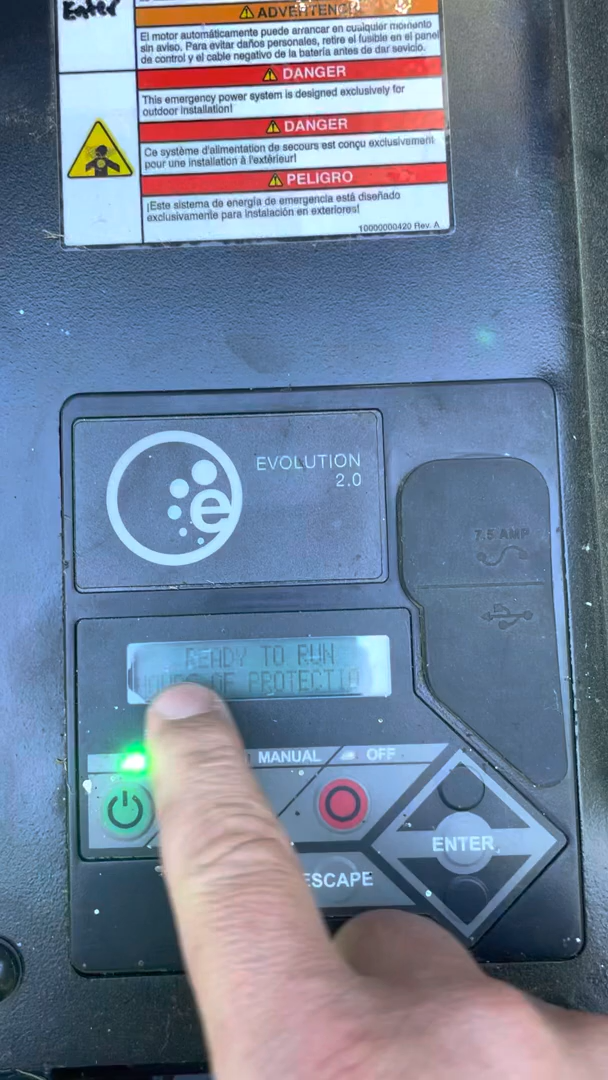 Enter
⚠ ADVERTENCIA
El motor automáticamente puede arrancar en cualquier momento
sin aviso. Para evitar daños personales, retire el fusible en el panel
de control y el cable negativo de la batería antes de dar sevicio.
⚠ DANGER
This emergency power system is designed exclusively for
outdoor installation!
⚠ DANGER
Ce système d'alimentation de secours est conçu exclusivement
pour une installation à l'extérieur!
⚠ PELIGRO
¡Este sistema de energía de emergencia está diseñado
exclusivamente para instalación en exteriores!
10000000420 Rev. A
e
EVOLUTION
2.0
7.5 AMP
READY TO RUN
OF PROTECTIO
MANUAL
OFF
ENTER
ESCAPE